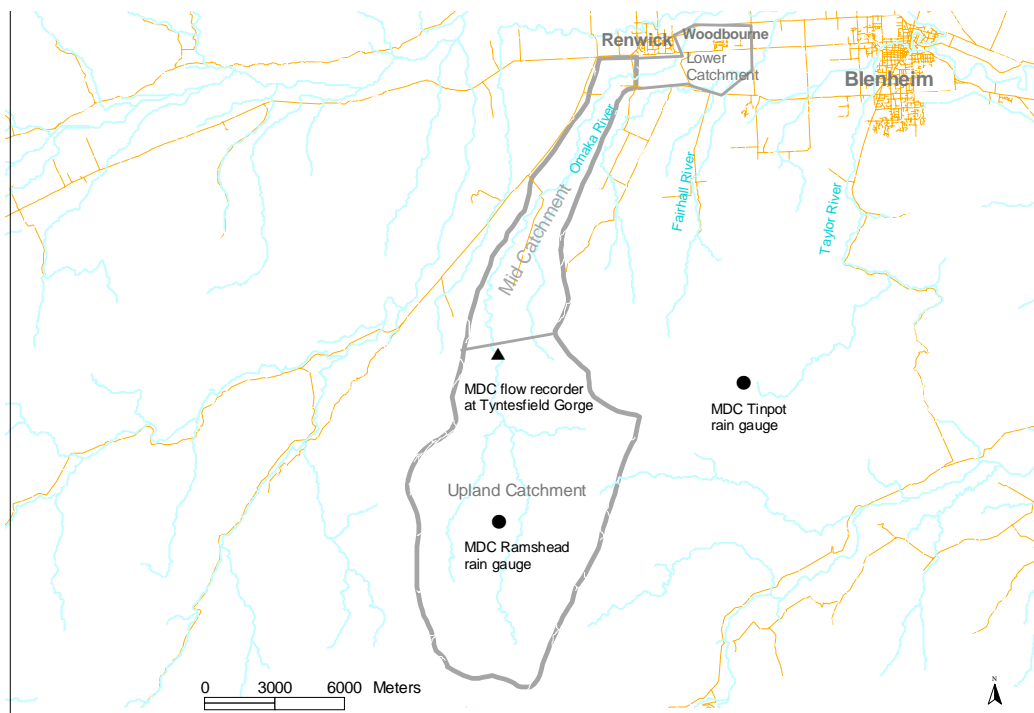 Renwick
Woodbourne
Lower
Catchment
Blenheim
Omaka River
Fairhall River
Taylor River
Mid Catchment
MDC flow recorder
at Tyntesfield Gorge
MDC Tinpot
rain gauge
Upland Catchment
MDC Ramshead
rain gauge
0 3000 6000 Meters
N